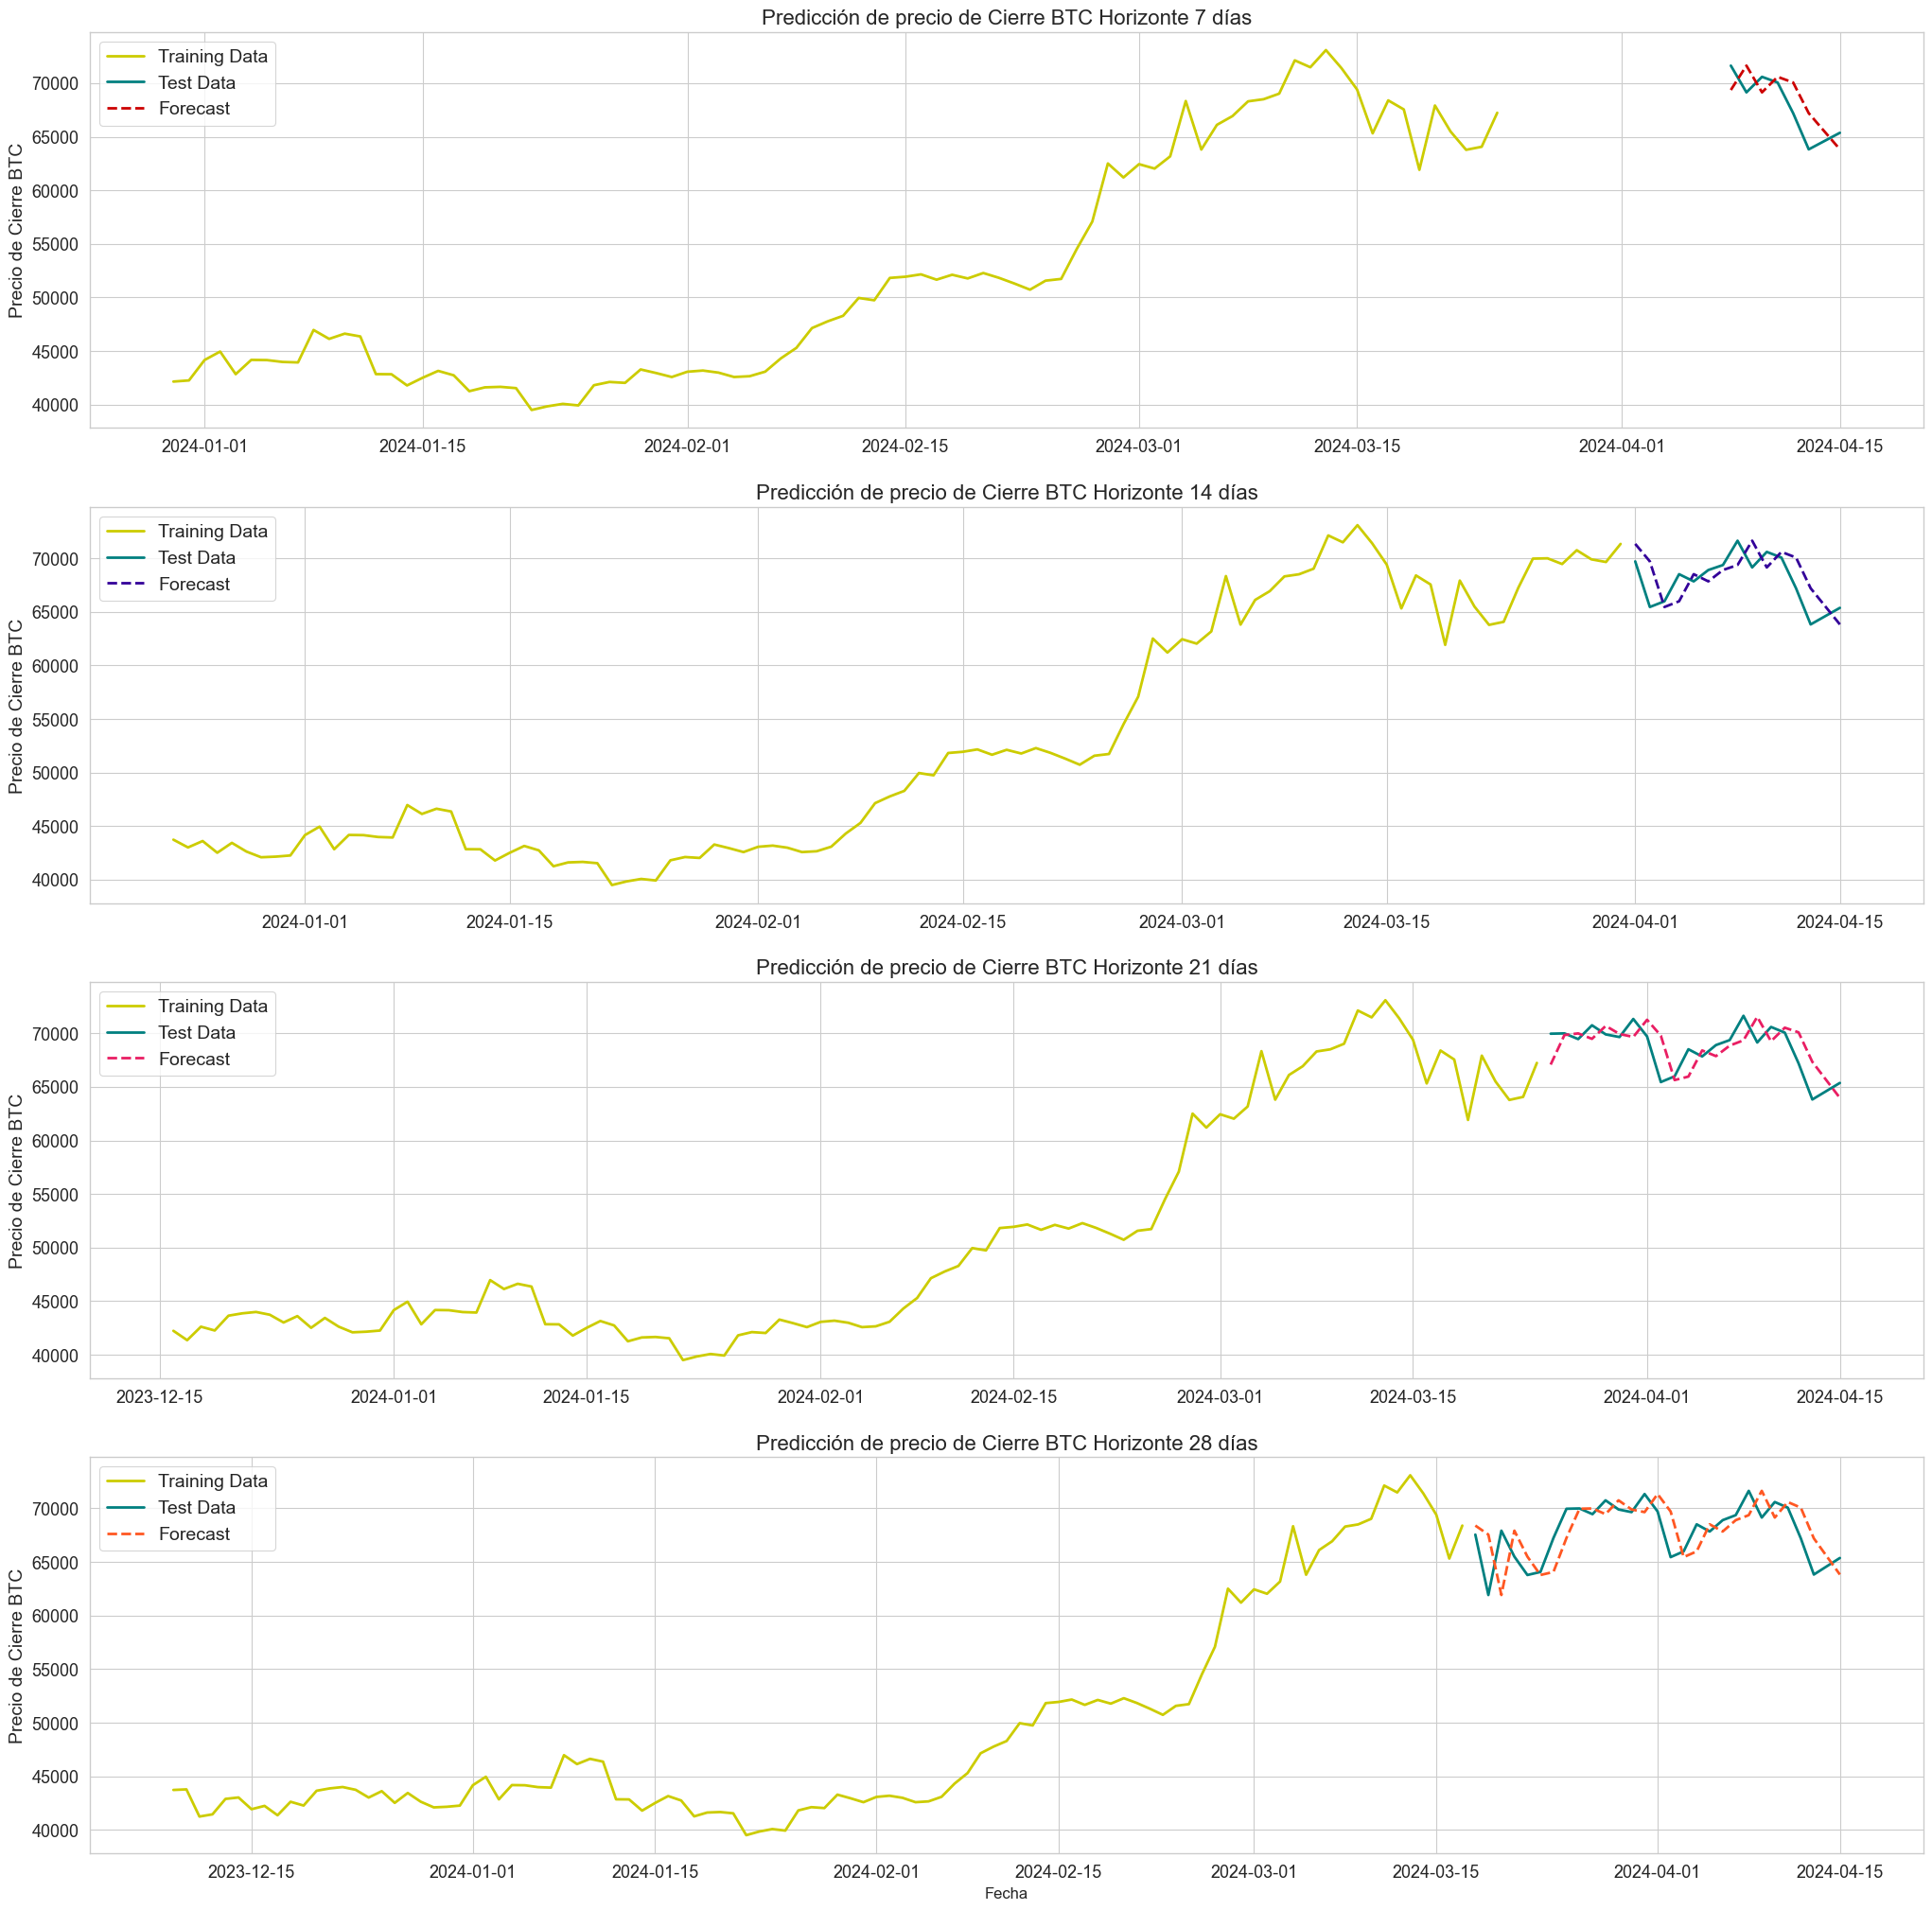 Predicción de precio de Cierre BTC Horizonte 7 días
Training Data
Test Data
Forecast
Precio de Cierre BTC
70000
65000
60000
55000
50000
45000
40000
2024-01-01 2024-01-15 2024-02-01 2024-02-15 2024-03-01 2024-03-15 2024-04-01 2024-04-15
Predicción de precio de Cierre BTC Horizonte 14 días
Training Data
Test Data
Forecast
Precio de Cierre BTC
70000
65000
60000
55000
50000
45000
40000
2024-01-01 2024-01-15 2024-02-01 2024-02-15 2024-03-01 2024-03-15 2024-04-01 2024-04-15
Predicción de precio de Cierre BTC Horizonte 21 días
Training Data
Test Data
Forecast
Precio de Cierre BTC
70000
65000
60000
55000
50000
45000
40000
2023-12-15 2024-01-01 2024-01-15 2024-02-01 2024-02-15 2024-03-01 2024-03-15 2024-04-01 2024-04-15
Predicción de precio de Cierre BTC Horizonte 28 días
Training Data
Test Data
Forecast
Precio de Cierre BTC
70000
65000
60000
55000
50000
45000
40000
2023-12-15 2024-01-01 2024-01-15 2024-02-01 2024-02-15 2024-03-01 2024-03-15 2024-04-01 2024-04-15
Fecha